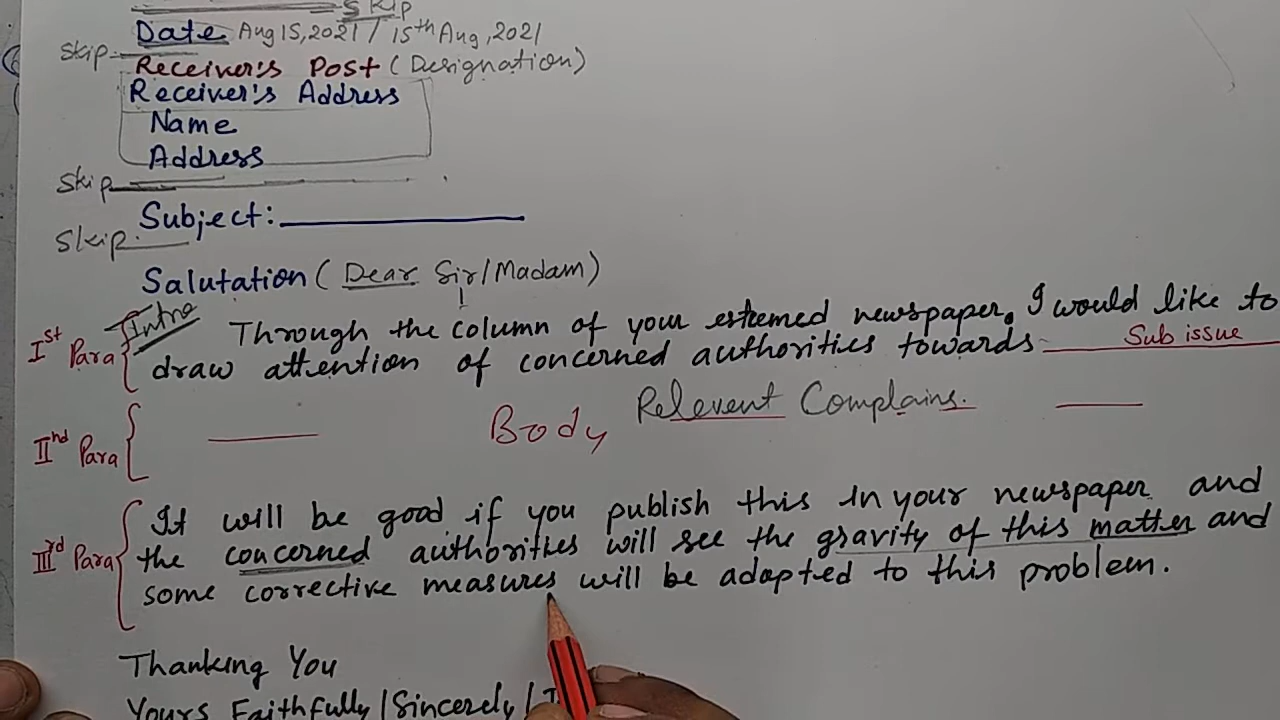 Skip
Date Aug 15, 2021 / 15th Aug, 2021
Skip
Receiver's Post (Designation)
Receiver's Address
Name
Address
Skip
Subject:
Skip
Salutation (Dear Sir/Madam)
Ist Para Intro Through the column of your esteemed newspaper, I would like to
draw attention of concerned authorities towards Sub issue
IInd Para Body Relevent Complains.
IIIrd Para It will be good if you publish this in your newspaper and
the concerned authorities will see the gravity of this matter and
some corrective measures will be adapted to this problem.
Thanking You
Yours Faithfully / Sincerely /